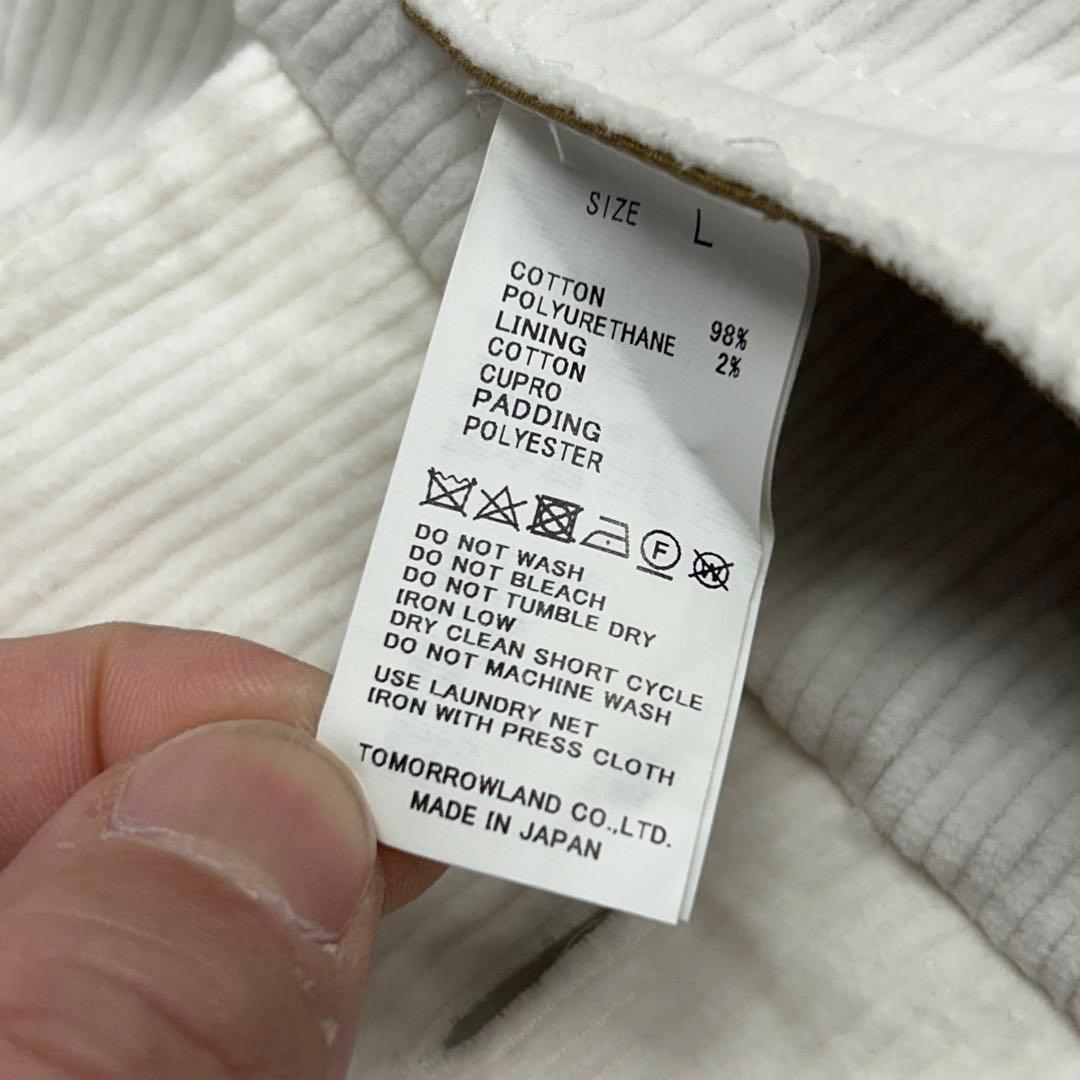 SIZE L
COTTON 98%
POLYURETHANE 2%
LINING
COTTON
CUPRO
PADDING
POLYESTER
F W
DO NOT WASH
DO NOT BLEACH
DO NOT TUMBLE DRY
IRON LOW
DRY CLEAN SHORT CYCLE
DO NOT MACHINE WASH
USE LAUNDRY NET
IRON WITH PRESS CLOTH
TOMORROWLAND CO.,LTD.
MADE IN JAPAN